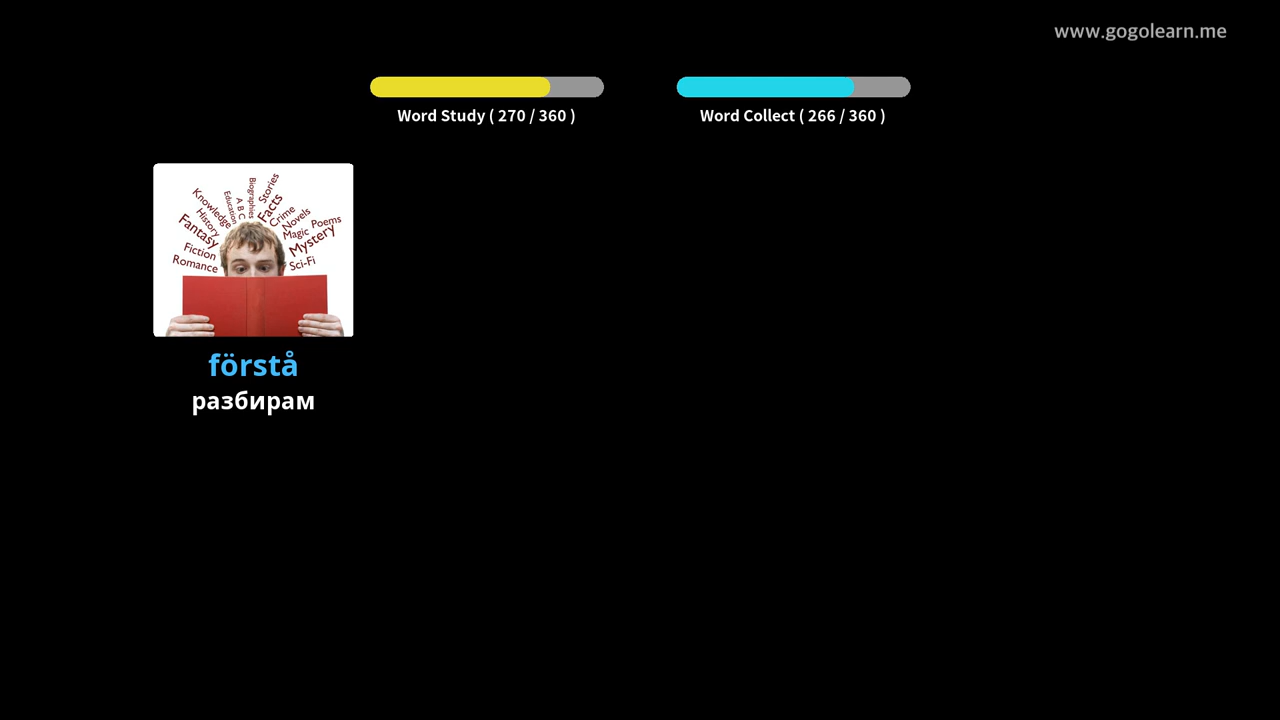 www.gogolearn.me
Word Study ( 270 / 360 )
Word Collect ( 266 / 360 )
Knowledge
History
Fantasy
Fiction
Romance
Education
A B C
Biographies
Stories
Facts
Crime
Novels
Magic
Poems
Mystery
Sci-Fi
förstå
разбирам